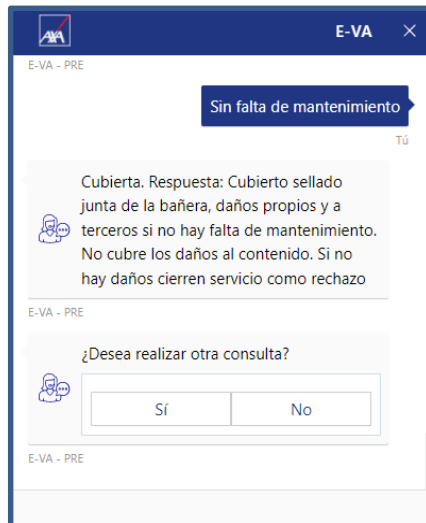 AXA
E-VA
E-VA - PRE
Sin falta de mantenimiento
Tú
Cubierta. Respuesta: Cubierto sellado
junta de la bañera, daños propios y a
terceros si no hay falta de mantenimiento.
No cubre los daños al contenido. Si no
hay daños cierren servicio como rechazo
E-VA - PRE
¿Desea realizar otra consulta?
Sí No
E-VA - PRE